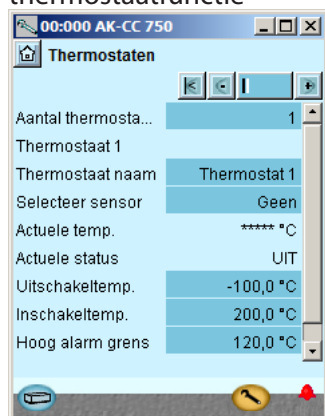 thermostaatfunctie
00:000 AK-CC 750
Thermostaten
Aantal thermosta... 1
Thermostaat 1
Thermostaat naam Thermostat 1
Selecteer sensor Geen
Actuele temp. ***** °C
Actuele status UIT
Uitschakeltemp. -100,0 °C
Inschakeltemp. 200,0 °C
Hoog alarm grens 120,0 °C